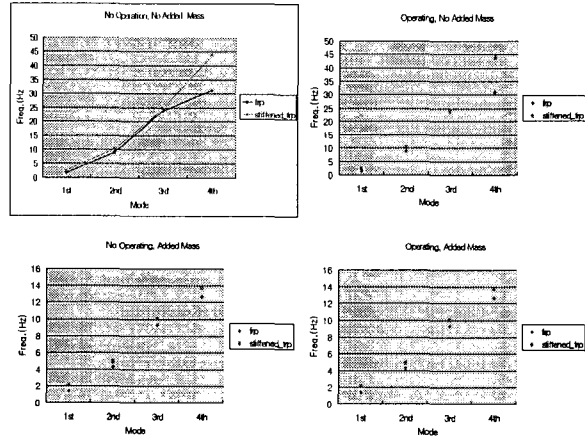 No Operation, No Added Mass
50
45
40
35
30
25
20
15
10
5
0
Freq.(Hz
1st
2nd
3rd
4th
Mode
frp
stiffened_frp
Operating, No Added Mass
50
45
40
35
30
25
20
15
10
5
0
Freq.(Hz)
1st
2nd
3rd
4th
Mode
frp
stiffened_frp
No Operating, Added Mass
16
14
12
10
8
6
4
2
0
Freq.(Hz)
1st
2nd
3rd
4th
Mode
frp
stiffened_frp
Operating, Added Mass
16
14
12
10
8
6
4
2
0
Freq.(Hz)
1st
2nd
3rd
4th
Mode
frp
stiffened_frp